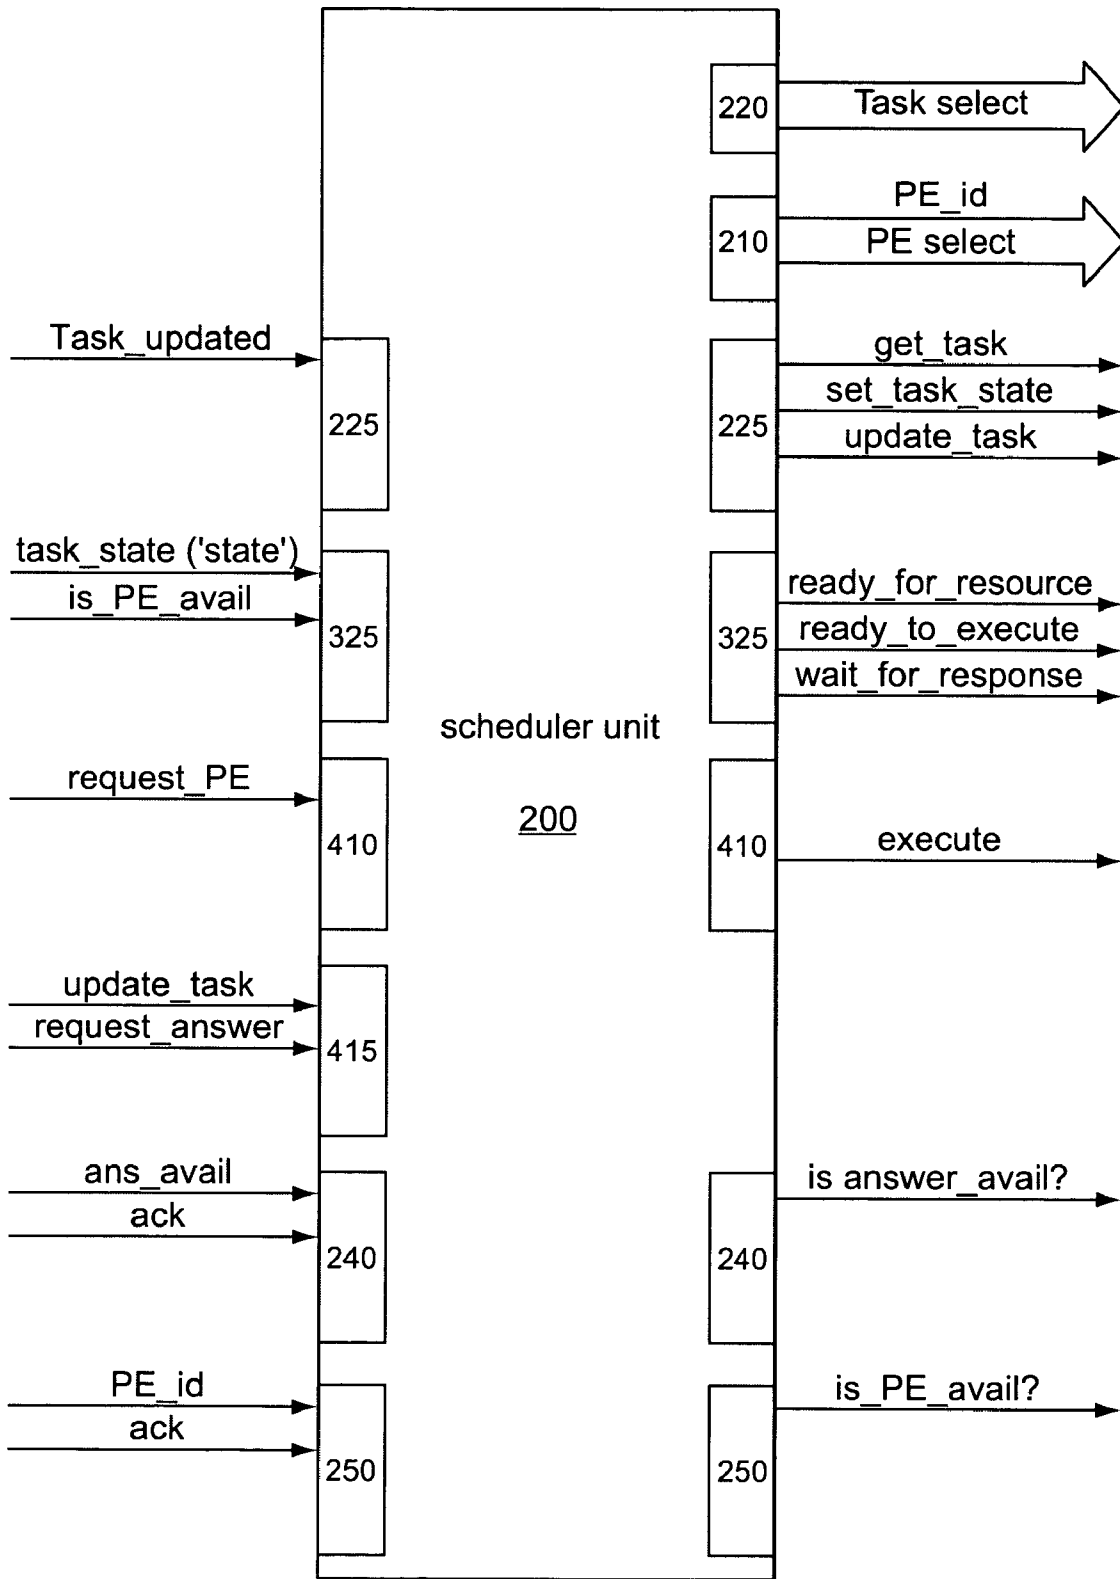 220
Task select
PE_id
210
PE select
Task_updated
225
225
get_task
set_task_state
update_task
task_state ('state')
is_PE_avail
325
325
ready_for_resource
ready_to_execute
wait_for_response
scheduler unit
200
request_PE
410
410
execute
update_task
request_answer
415
ans_avail
ack
240
240
is answer_avail?
PE_id
ack
250
250
is_PE_avail?